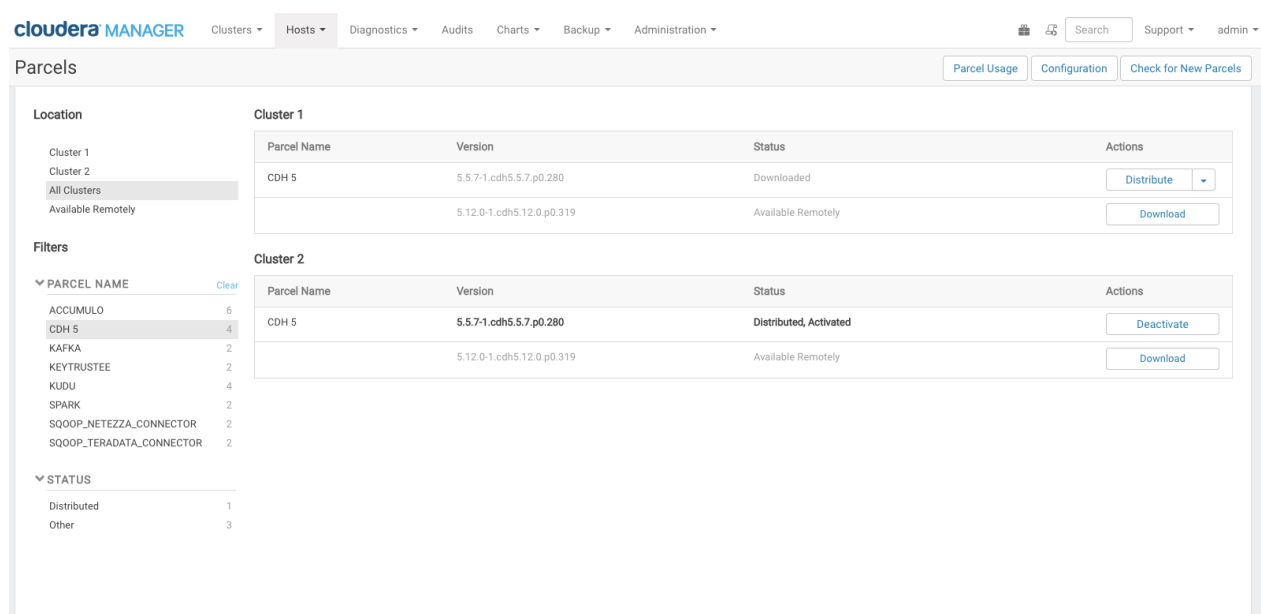 cloudera MANAGER Clusters Hosts Diagnostics Audits Charts Backup Administration Search Support admin
Parcels Parcel Usage Configuration Check for New Parcels
Location
Cluster 1
Cluster 2
All Clusters
Available Remotely
Filters
PARCEL NAME Clear
ACCUMULO 6
CDH 5 4
KAFKA 2
KEYTRUSTEE 2
KUDU 4
SPARK 2
SQOOP_NETEZZA_CONNECTOR 2
SQOOP_TERADATA_CONNECTOR 2
STATUS
Distributed 1
Other 3
Cluster 1
Parcel Name Version Status Actions
CDH 5 5.5.7-1.cdh5.5.7.p0.280 Downloaded Distribute
5.12.0-1.cdh5.12.0.p0.319 Available Remotely Download
Cluster 2
Parcel Name Version Status Actions
CDH 5 5.5.7-1.cdh5.5.7.p0.280 Distributed, Activated Deactivate
5.12.0-1.cdh5.12.0.p0.319 Available Remotely Download